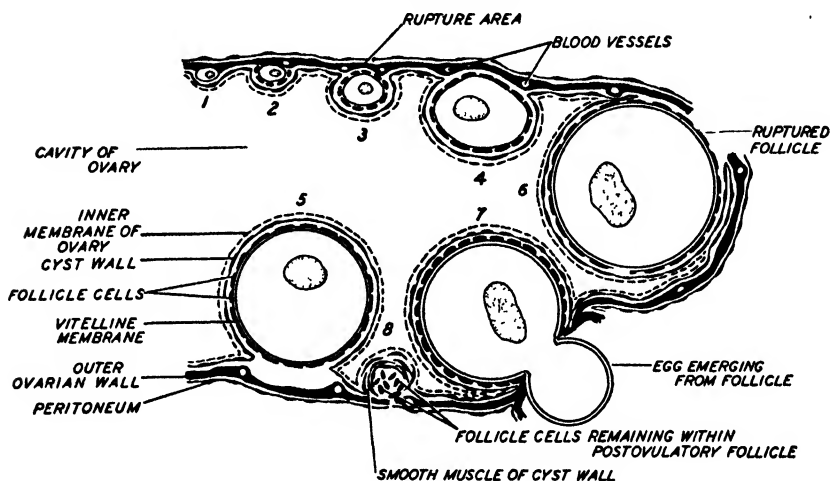 RUPTURE AREA
BLOOD VESSELS
1
2
3
4
RUPTURED
FOLLICLE
CAVITY OF
OVARY
6
5
7
INNER
MEMBRANE OF
OVARY
CYST WALL
FOLLICLE CELLS
VITELLINE
MEMBRANE
8
OUTER
OVARIAN WALL
PERITONEUM
EGG EMERGING
FROM FOLLICLE
FOLLICLE CELLS REMAINING WITHIN
POSTOVULATORY FOLLICLE
SMOOTH MUSCLE OF CYST WALL